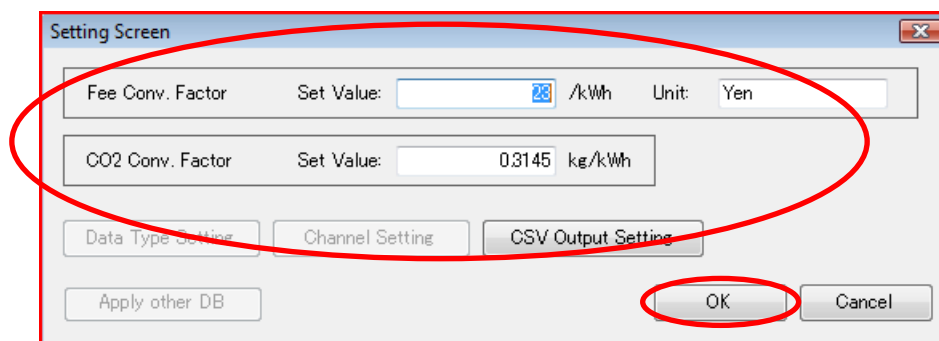 Setting Screen
Fee Conv. Factor Set Value: 28 /kWh Unit: Yen
CO2 Conv. Factor Set Value: 0.3145 kg/kWh
Data Type Setting Channel Setting CSV Output Setting
Apply other DB OK Cancel